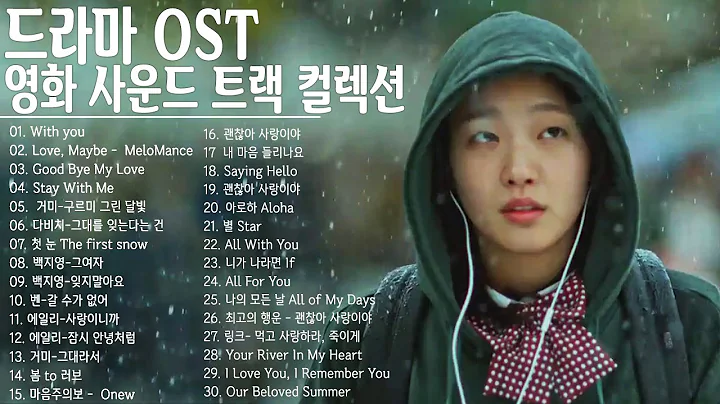 드라마 OST
영화 사운드 트랙 컬렉션
01. With you
02. Love, Maybe - MeloMance
03. Good Bye My Love
04. Stay With Me
05. 거미-구르미 그린 달빛
06. 다비치-그대를 잊는다는 건
07. 첫 눈 The first snow
08. 백지영-그여자
09. 백지영-잊지말아요
10. 벤-갈 수가 없어
11. 에일리-사랑이니까
12. 에일리-잠시 안녕처럼
13. 거미-그대라서
14. 봄 to 러브
15. 마음주의보 - Onew
16. 괜찮아 사랑이야
17 내 마음 들리나요
18. Saying Hello
19. 괜찮아 사랑이야
20. 아로하 Aloha
21. 별 Star
22. All With You
23. 니가 나라면 If
24. All For You
25. 나의 모든 날 All of My Days
26. 최고의 행운 - 괜찮아 사랑이야
27. 링크- 먹고 사랑하라, 죽이게
28. Your River In My Heart
29. I Love You, I Remember You
30. Our Beloved Summer